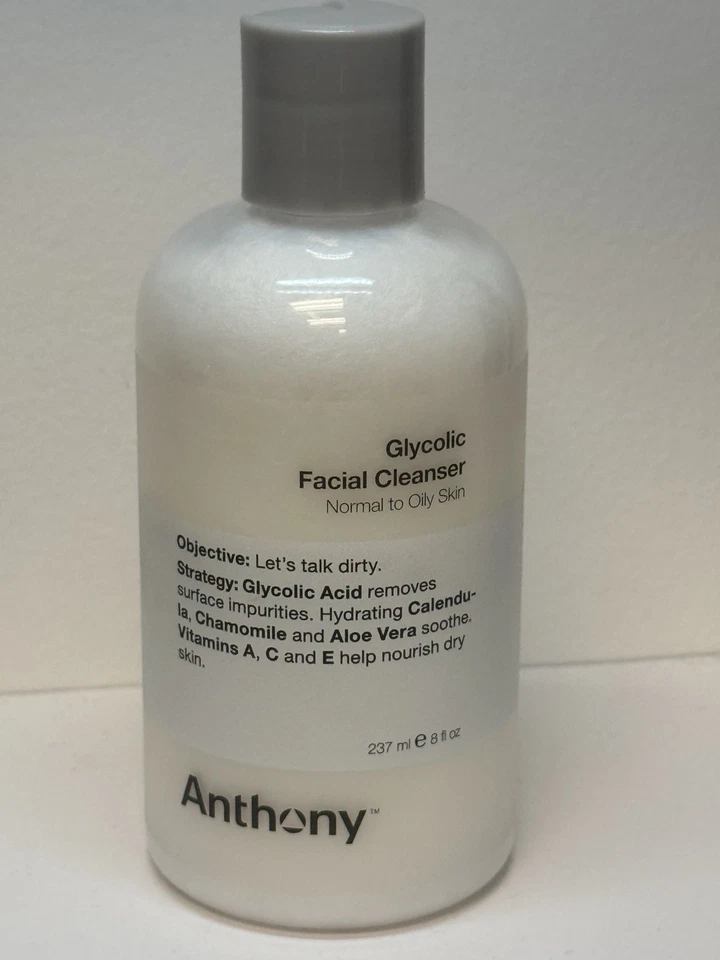 Glycolic
Facial Cleanser
Normal to Oily Skin
Objective: Let's talk dirty.
Strategy: Glycolic Acid removes
surface impurities. Hydrating Calendu-
la, Chamomile and Aloe Vera soothe.
Vitamins A, C and E help nourish dry
skin.
237 ml ℮ 8 fl oz
Anthony™